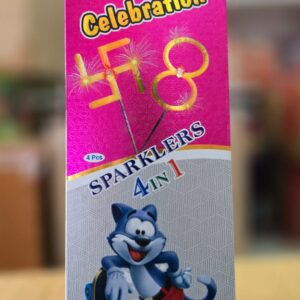 Celebration
4 Pcs
SPARKLERS
4 IN 1